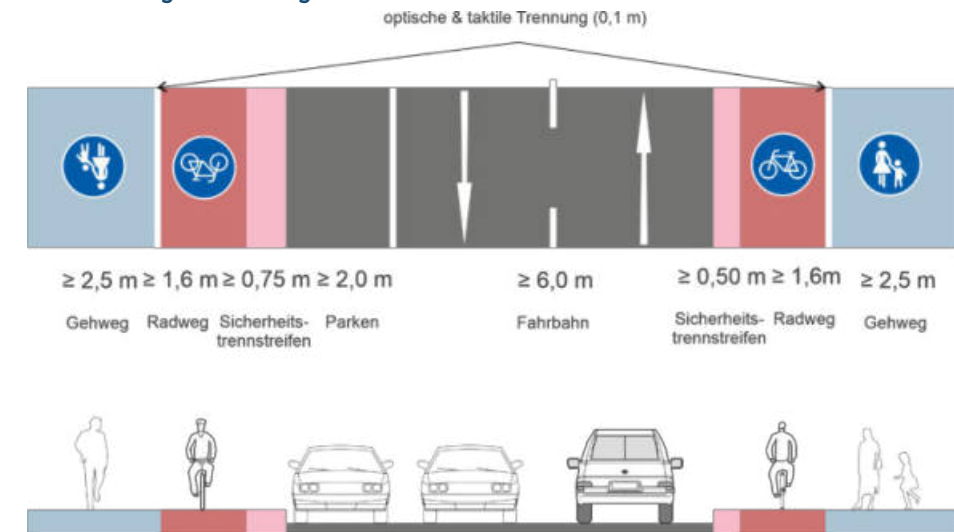 optische & taktile Trennung (0,1 m)
≥ 2,5 m ≥ 1,6 m ≥ 0,75 m ≥ 2,0 m ≥ 6,0 m ≥ 0,50 m ≥ 1,6m ≥ 2,5 m
Gehweg Radweg Sicherheits- Parken Fahrbahn Sicherheits- Radweg Gehweg
trennstreifen trennstreifen